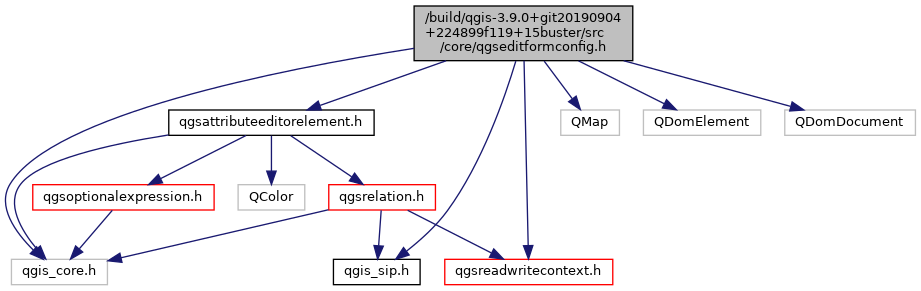 /build/qgis-3.9.0+git20190904
+224899f119+15buster/src
/core/qgseditformconfig.h
qgsattributeeditorelement.h
QMap
QDomElement
QDomDocument
qgsoptionalexpression.h
QColor
qgsrelation.h
qgis_core.h
qgis_sip.h
qgsreadwritecontext.h